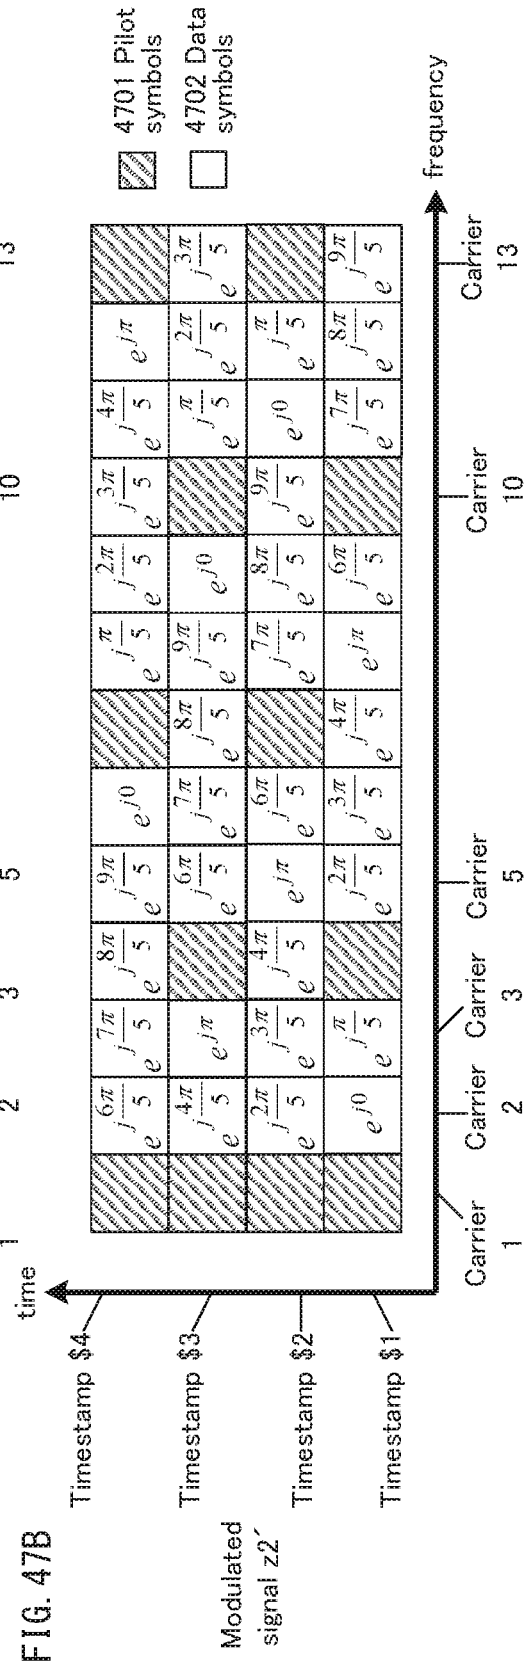 1 2 3 5 10 13
FIG. 47B
4701 Pilot symbols
4702 Data symbols
Modulated
signal z2´
time
Timestamp $4 e^{j6π/5} e^{j7π/5} e^{j8π/5} e^{j9π/5} e^{j0} e^{jπ/5} e^{j2π/5} e^{j3π/5} e^{j4π/5} e^{jπ}
Timestamp $3 e^{j4π/5} e^{jπ} e^{j6π/5} e^{j7π/5} e^{j8π/5} e^{j9π/5} e^{j0} e^{jπ/5} e^{j2π/5} e^{j3π/5}
Timestamp $2 e^{j2π/5} e^{j3π/5} e^{j4π/5} e^{jπ} e^{j6π/5} e^{j7π/5} e^{j8π/5} e^{j9π/5} e^{j0} e^{jπ/5}
Timestamp $1 e^{j0} e^{jπ/5} e^{j2π/5} e^{j3π/5} e^{j4π/5} e^{jπ} e^{j6π/5} e^{j7π/5} e^{j8π/5} e^{j9π/5}
frequency
Carrier Carrier Carrier Carrier Carrier Carrier
1 2 3 5 10 13